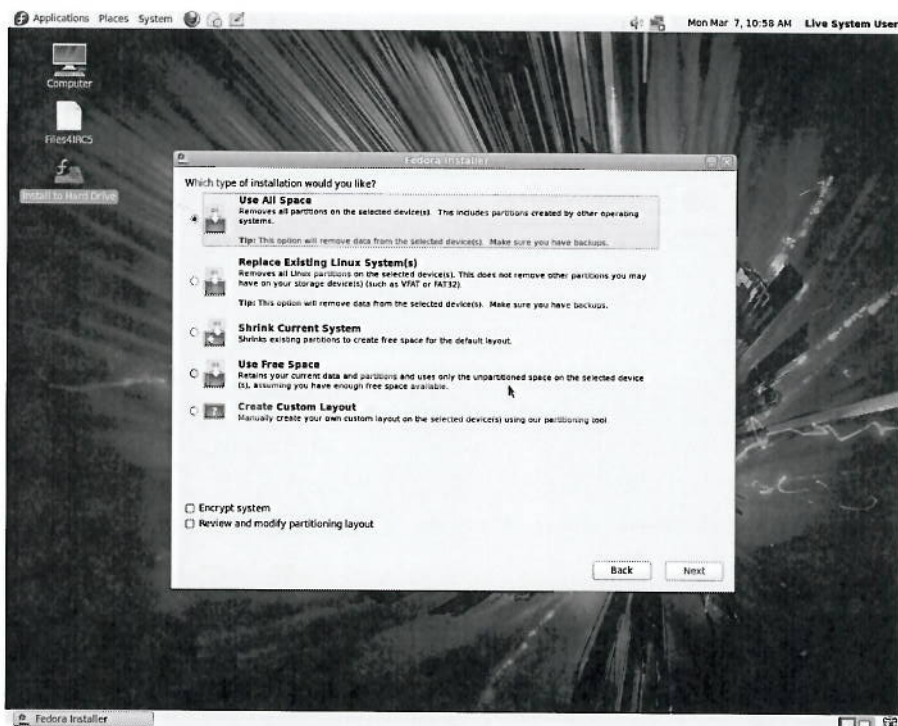 Applications Places System
Mon Mar 7, 10:58 AM Live System User
Computer
Files4IRC5
Install to Hard Drive
Fedora Installer
Which type of installation would you like?
Use All Space
Removes all partitions on the selected device(s). This includes partitions created by other operating
systems.
Tip: This option will remove data from the selected device(s). Make sure you have backups.
Replace Existing Linux System(s)
Removes all Linux partitions on the selected device(s). This does not remove other partitions you may
have on your storage device(s) (such as VFAT or FAT32).
Tip: This option will remove data from the selected device(s). Make sure you have backups.
Shrink Current System
Shrinks existing partitions to create free space for the default layout.
Use Free Space
Retains your current data and partitions and uses only the unpartitioned space on the selected device
(s), assuming you have enough free space available.
Create Custom Layout
Manually create your own custom layout on the selected device(s) using our partitioning tool
Encrypt system
Review and modify partitioning layout
Back
Next
Fedora Installer